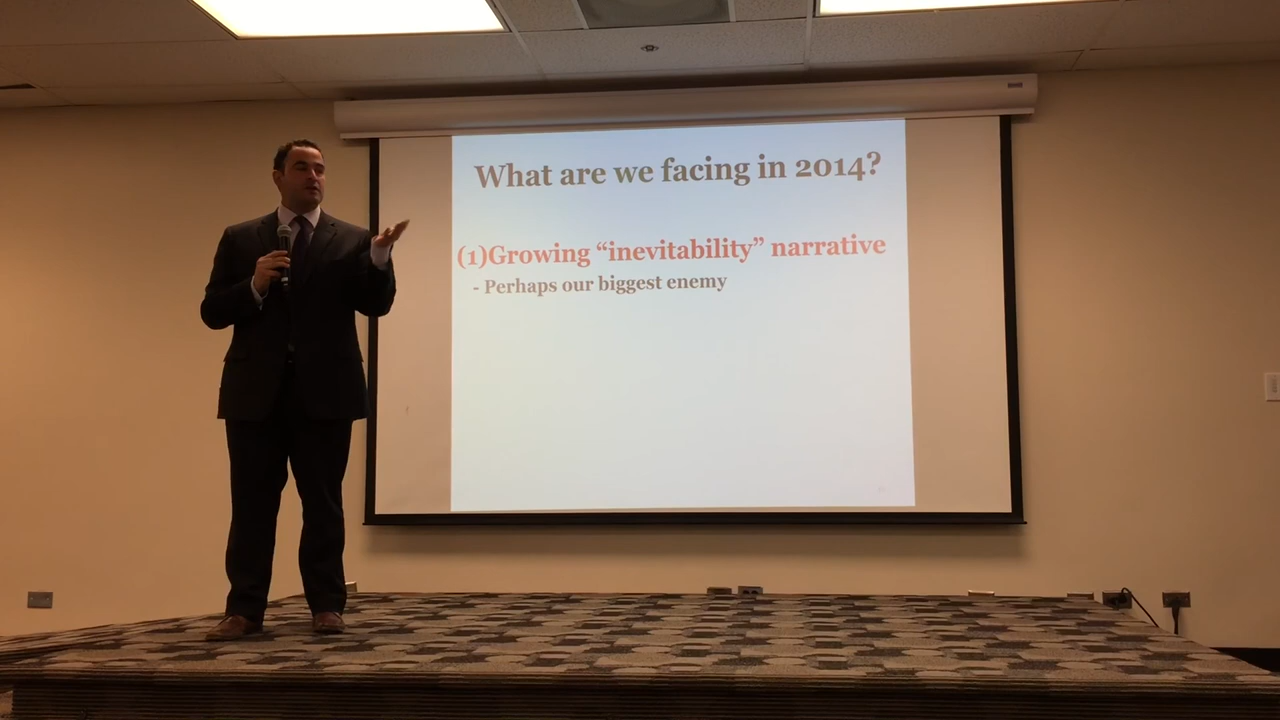 What are we facing in 2014?
(1)Growing “inevitability” narrative
- Perhaps our biggest enemy